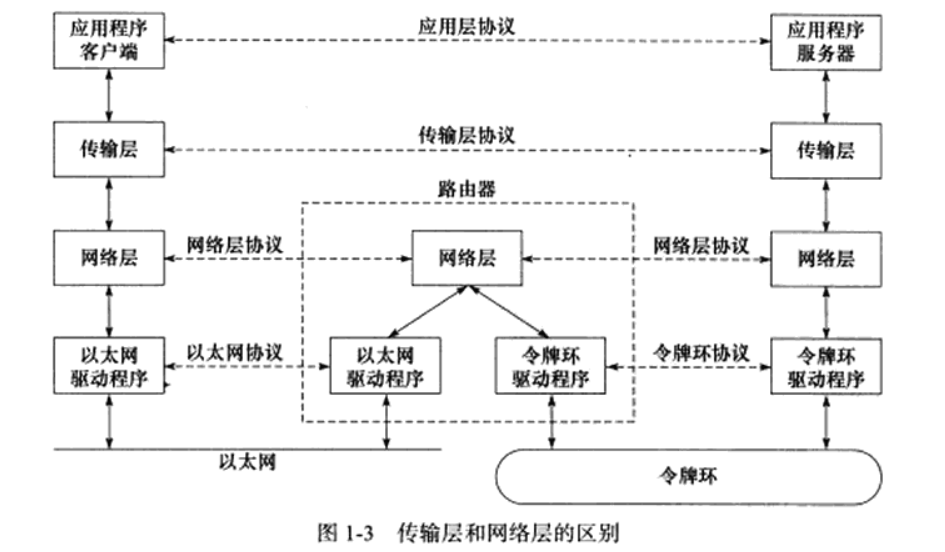 应用程序
客户端
应用层协议
应用程序
服务器
传输层
传输层协议
传输层
路由器
网络层
网络层协议
网络层
网络层协议
网络层
以太网
驱动程序
以太网协议
以太网
驱动程序
令牌环
驱动程序
令牌环协议
令牌环
驱动程序
以太网
令牌环
图 1-3 传输层和网络层的区别